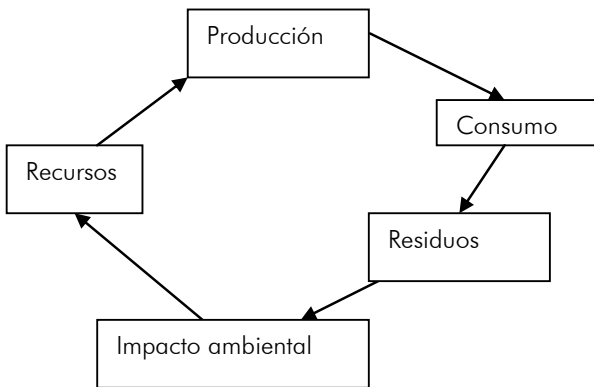 Producción
Consumo
Recursos
Residuos
Impacto ambiental